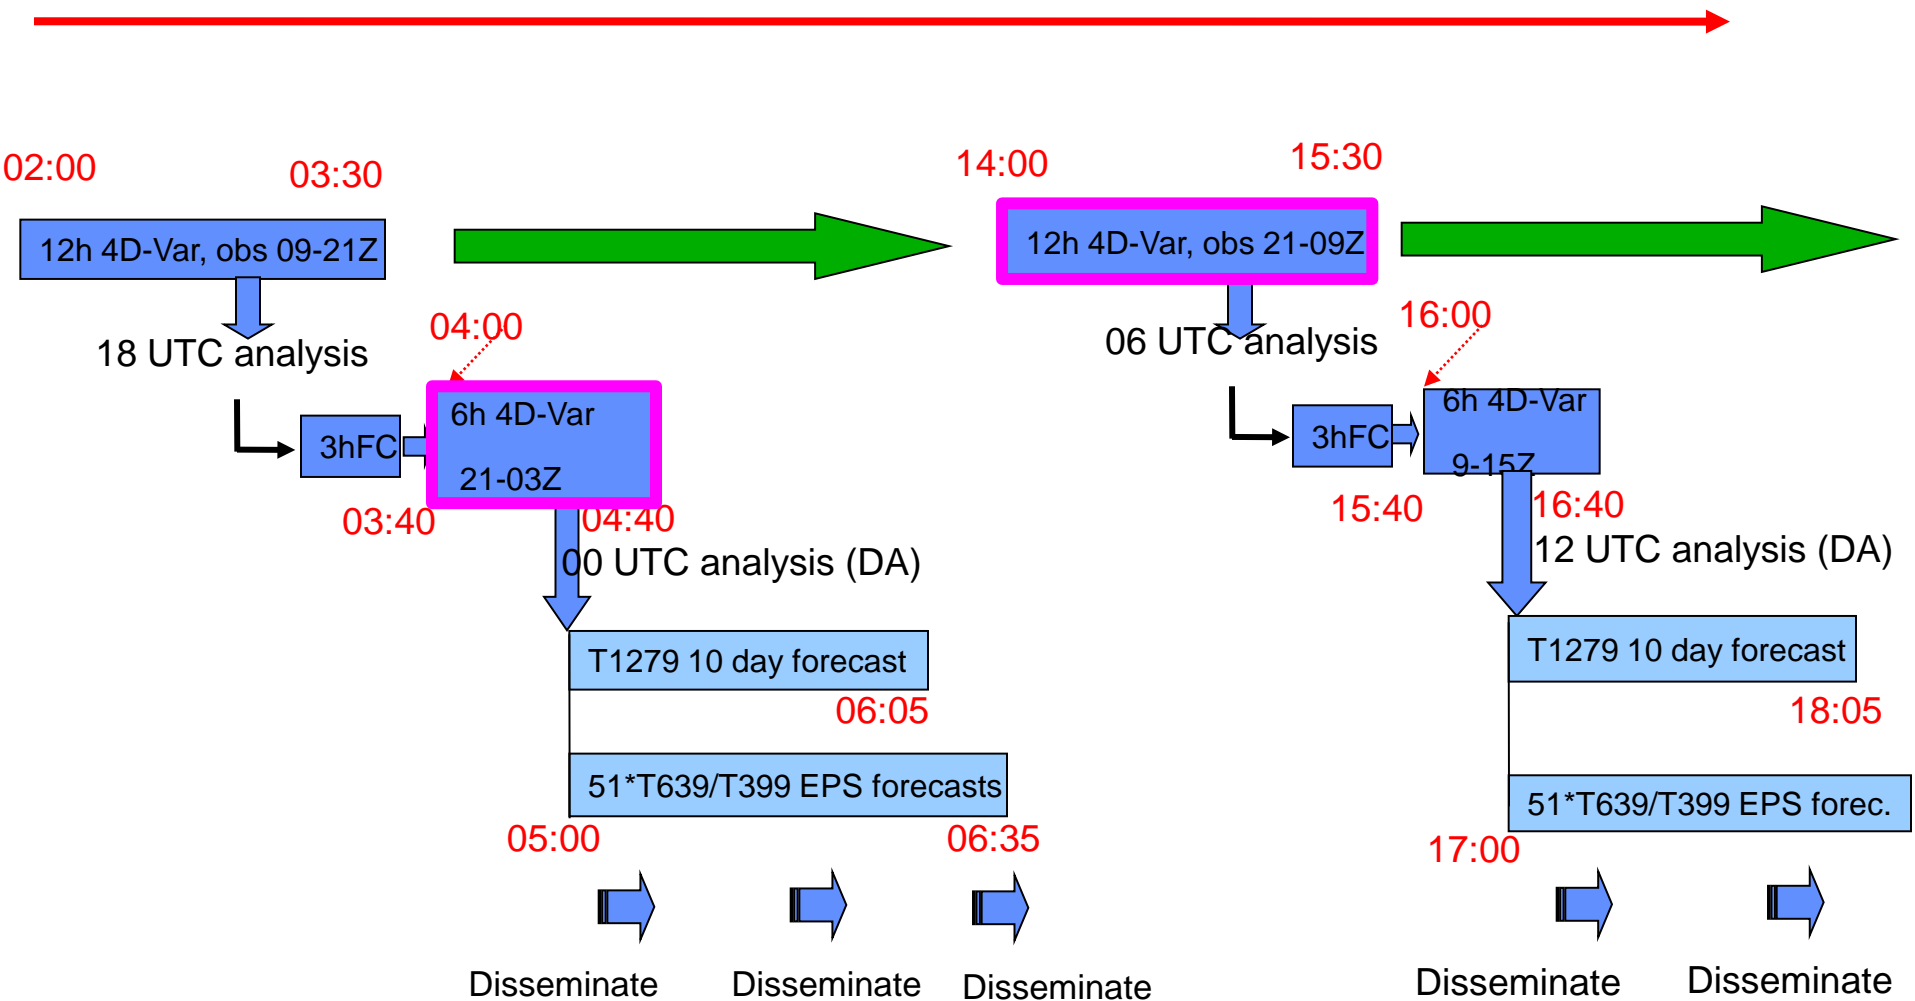 02:00
03:30
12h 4D-Var, obs 09-21Z
18 UTC analysis
04:00
3hFC
6h 4D-Var
21-03Z
03:40
04:40
00 UTC analysis (DA)
T1279 10 day forecast
06:05
51*T639/T399 EPS forecasts
05:00
06:35
Disseminate
Disseminate
Disseminate
14:00
15:30
12h 4D-Var, obs 21-09Z
06 UTC analysis
16:00
3hFC
6h 4D-Var
9-15Z
15:40
16:40
12 UTC analysis (DA)
T1279 10 day forecast
18:05
51*T639/T399 EPS forec.
17:00
Disseminate
Disseminate